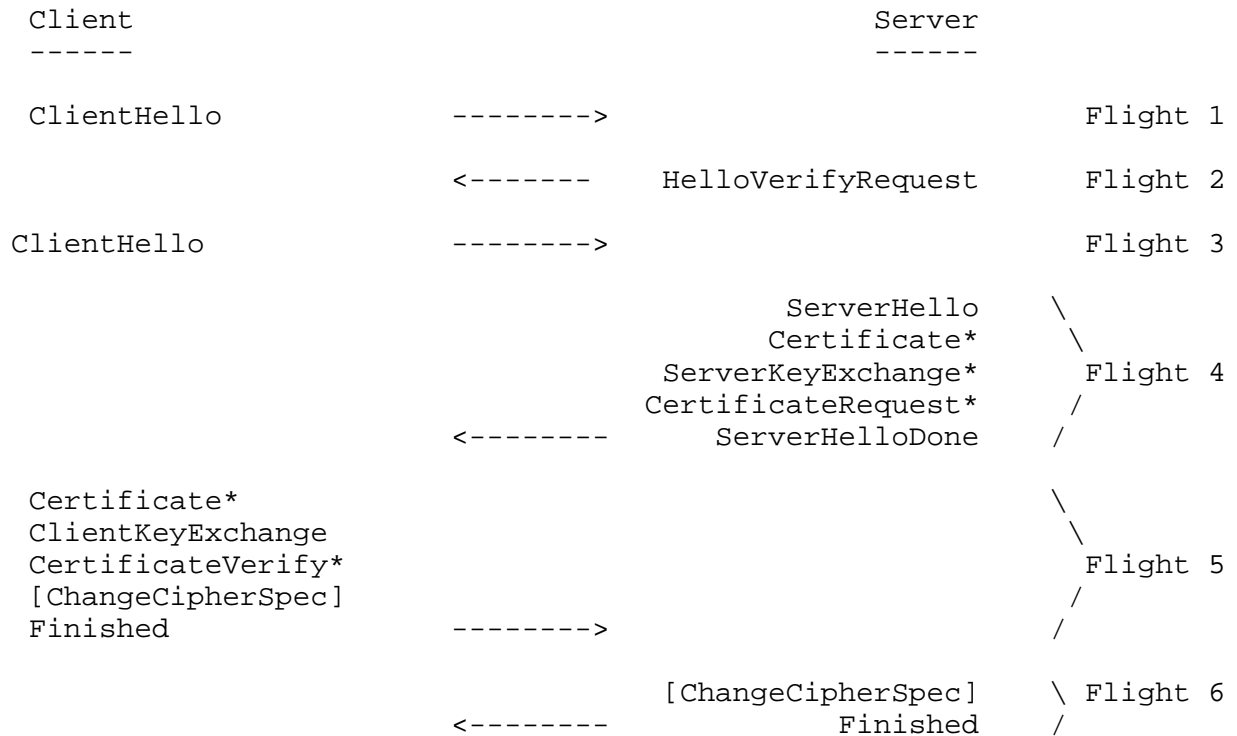 Client Server
------ ------
ClientHello --------> Flight 1
<------- HelloVerifyRequest Flight 2
ClientHello --------> Flight 3
ServerHello \
Certificate* \
ServerKeyExchange* Flight 4
CertificateRequest* /
<-------- ServerHelloDone /
Certificate* \
ClientKeyExchange \
CertificateVerify* Flight 5
[ChangeCipherSpec] /
Finished --------> /
[ChangeCipherSpec] \ Flight 6
<-------- Finished /